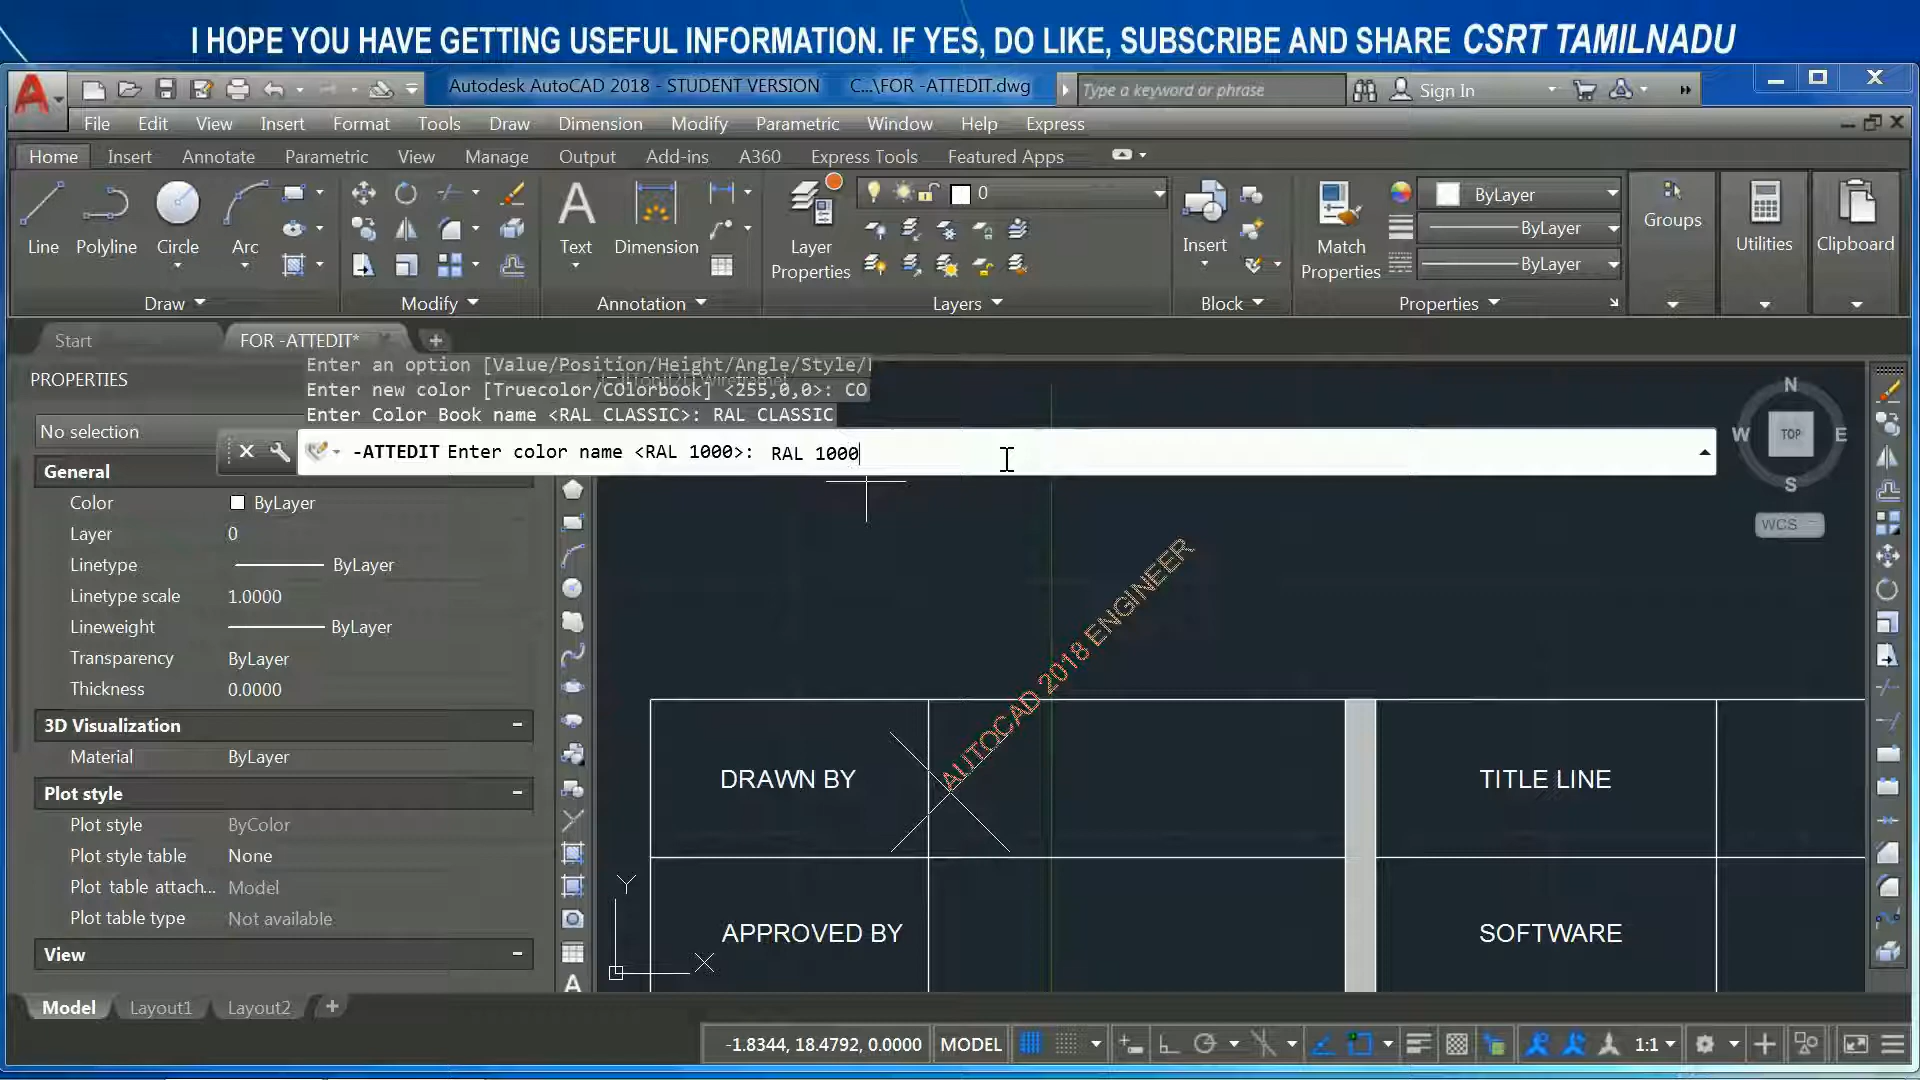 I HOPE YOU HAVE GETTING USEFUL INFORMATION. IF YES, DO LIKE, SUBSCRIBE AND SHARE CSRT TAMILNADU
Autodesk AutoCAD 2018 - STUDENT VERSION C...\FOR -ATTEDIT.dwg
Type a keyword or phrase
Sign In
File Edit View Insert Format Tools Draw Dimension Modify Parametric Window Help Express
Home Insert Annotate Parametric View Manage Output Add-ins A360 Express Tools Featured Apps
Line Polyline Circle Arc
Draw
Modify
Text Dimension
Annotation
Layer Properties
0
Layers
Insert
Block
Match Properties
ByLayer
ByLayer
ByLayer
Properties
Groups
Utilities
Clipboard
Start FOR -ATTEDIT*
Enter an option [Value/Position/Height/Angle/Style/
Enter new color [Truecolor/COlorbook] <255,0,0>: CO
Enter Color Book name <RAL CLASSIC>: RAL CLASSIC
-ATTEDIT Enter color name <RAL 1000>: RAL 1000
PROPERTIES
No selection
General
Color ByLayer
Layer 0
Linetype ByLayer
Linetype scale 1.0000
Lineweight ByLayer
Transparency ByLayer
Thickness 0.0000
3D Visualization
Material ByLayer
Plot style
Plot style ByColor
Plot style table None
Plot table attach... Model
Plot table type Not available
View
N
W TOP E
S
WCS
AUTOCAD 2018 ENGINEER
DRAWN BY
TITLE LINE
APPROVED BY
SOFTWARE
Y
X
A
Model Layout1 Layout2
-1.8344, 18.4792, 0.0000 MODEL
1:1